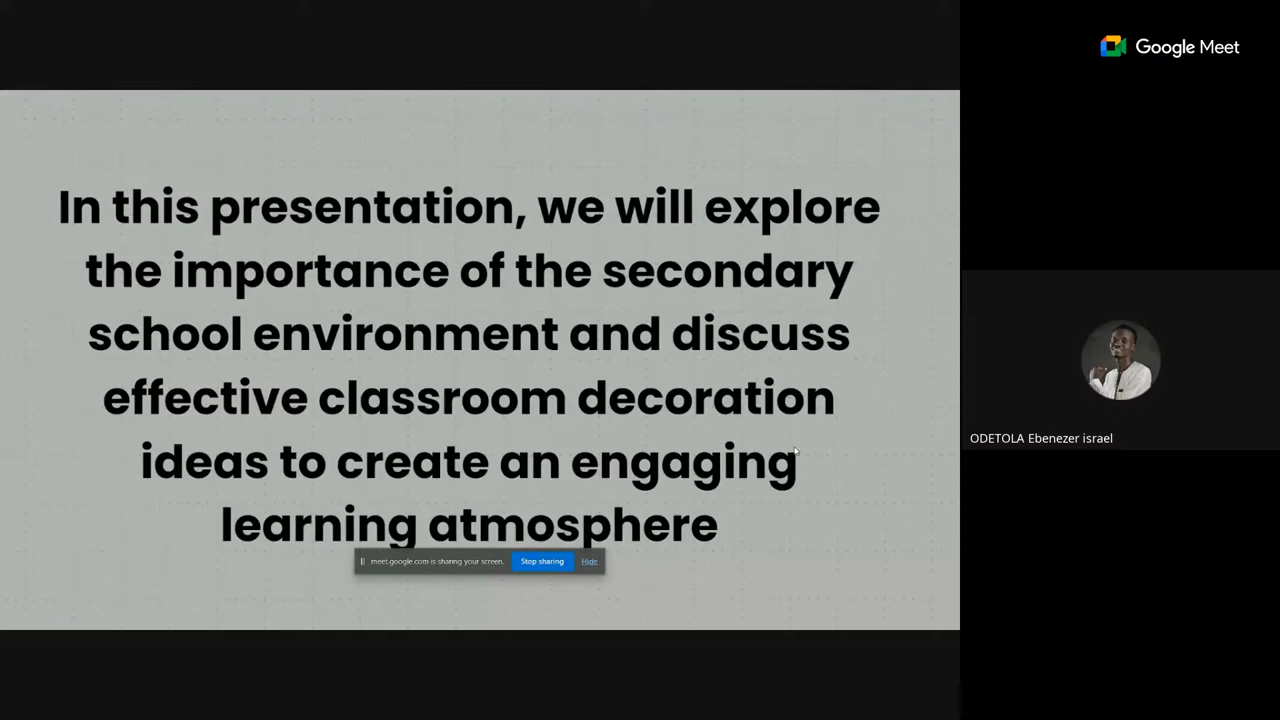 Google Meet
In this presentation, we will explore
the importance of the secondary
school environment and discuss
effective classroom decoration
ideas to create an engaging
learning atmosphere
meet.google.com is sharing your screen. Stop sharing Hide
ODETOLA Ebenezer israel